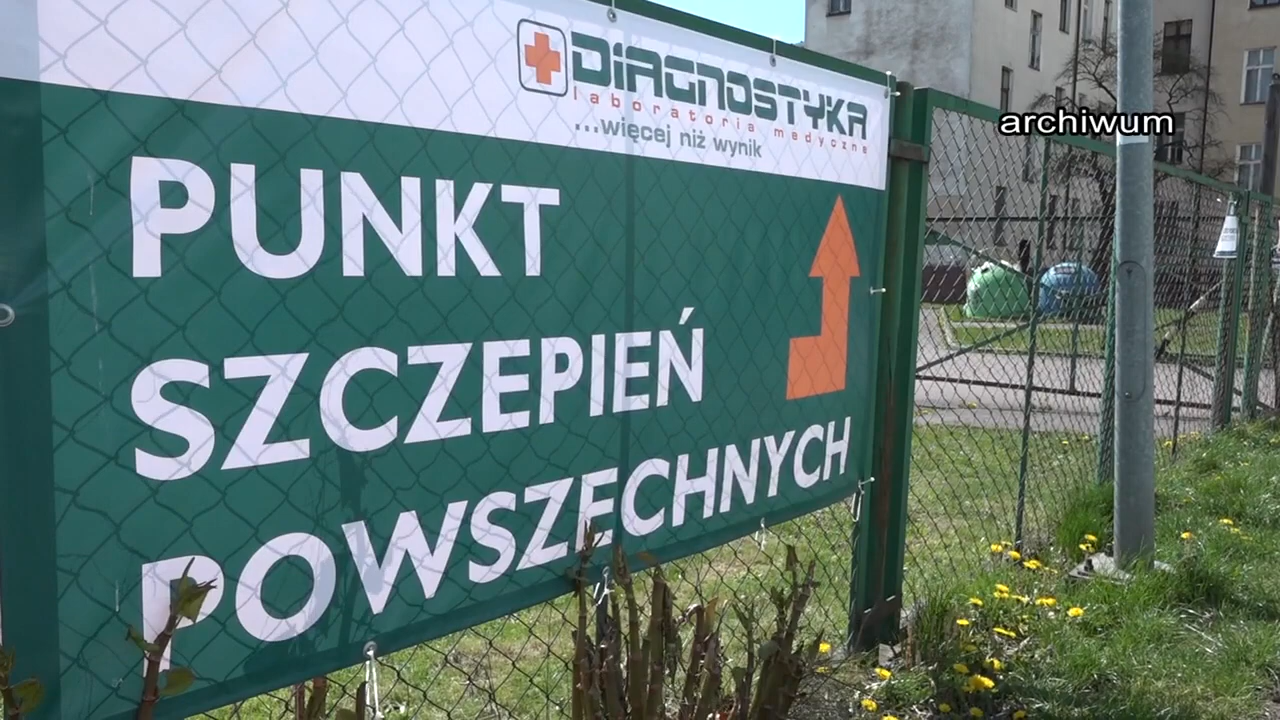 DIAGNOSTYKA
laboratoria medyczne
...więcej niż wynik
archiwum
PUNKT
SZCZEPIEŃ
POWSZECHNYCH